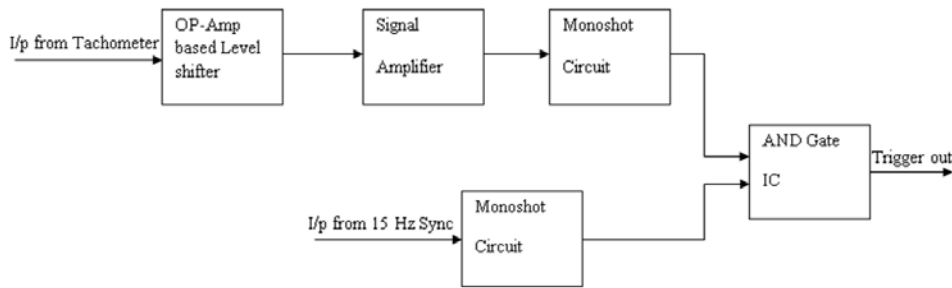 I/p from Tachometer
OP-Amp
based Level
shifter
Signal
Amplifier
Monoshot
Circuit
AND Gate
IC
Trigger out
I/p from 15 Hz Sync
Monoshot
Circuit